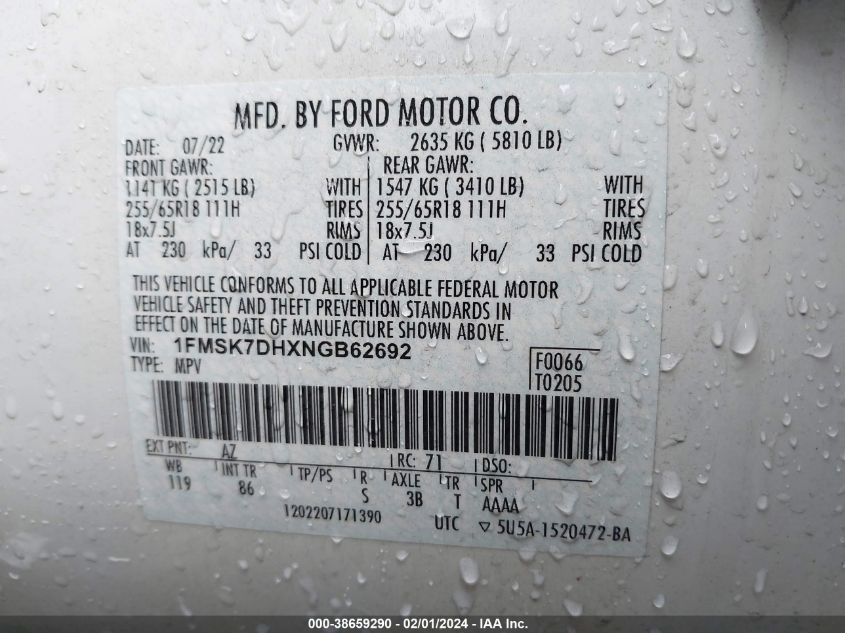 MFD. BY FORD MOTOR CO.
DATE: 07/22 GVWR: 2635 KG ( 5810 LB)
FRONT GAWR: REAR GAWR:
1141 KG ( 2515 LB) WITH 1547 KG ( 3410 LB) WITH
255/65R18 111H TIRES 255/65R18 111H TIRES
18x7.5J RIMS 18x7.5J RIMS
AT 230 kPa/ 33 PSI COLD AT 230 kPa/ 33 PSI COLD
THIS VEHICLE CONFORMS TO ALL APPLICABLE FEDERAL MOTOR
VEHICLE SAFETY AND THEFT PREVENTION STANDARDS IN
EFFECT ON THE DATE OF MANUFACTURE SHOWN ABOVE.
VIN: 1FMSK7DHXNGB62692
TYPE: MPV
F0066
T0205
EXT PNT: AZ RC: 71 DSO:
WB INT TR TP/PS R AXLE TR SPR
119 86 S 3B T AAAA
1202207171390 UTC ▽ 5U5A-1520472-BA
000-38659290 - 02/01/2024 - IAA Inc.